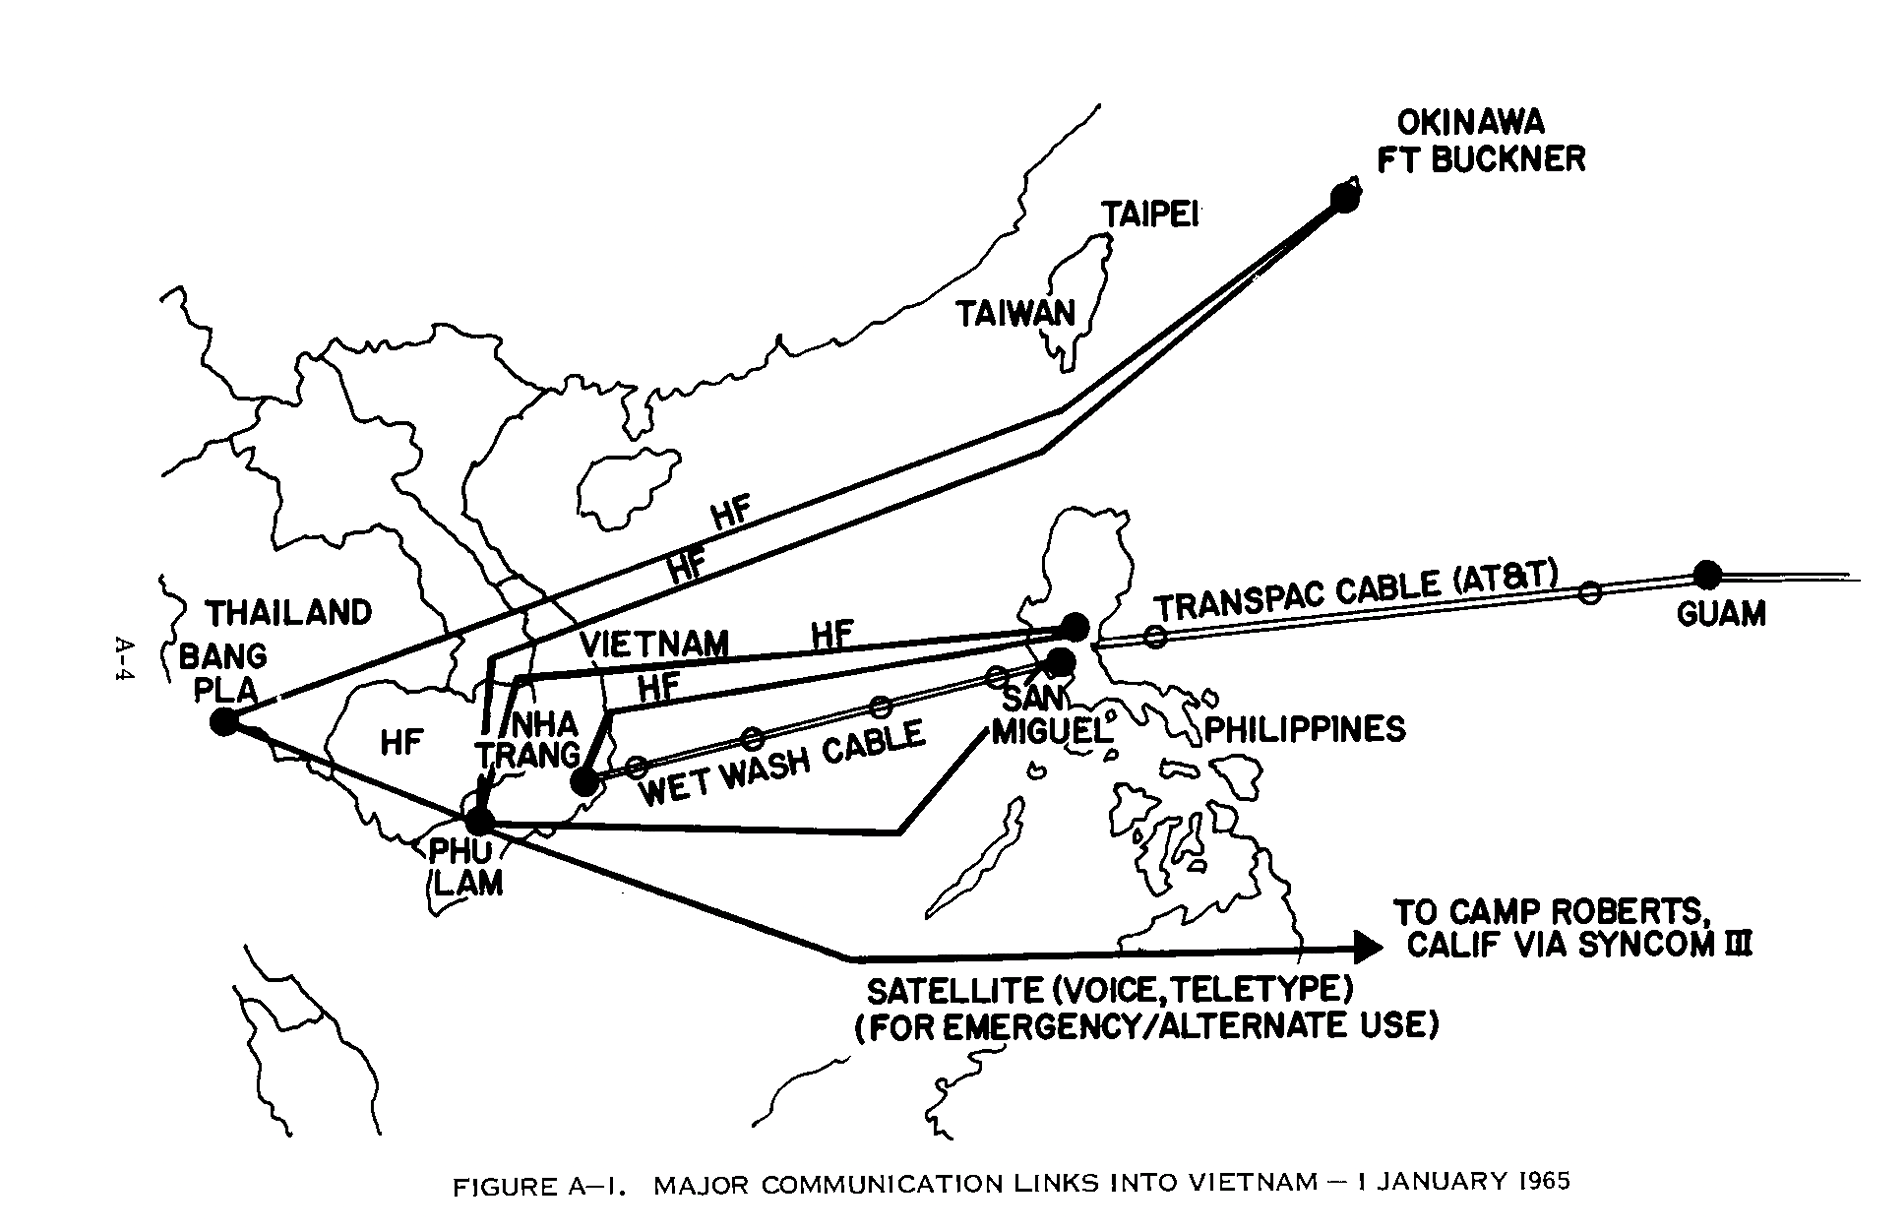 OKINAWA
FT BUCKNER
TAIPEI
TAIWAN
HF
HF
TRANSPAC CABLE (AT&T)
GUAM
THAILAND
BANG
PLA
VIETNAM
HF
HF
SAN
MIGUEL
PHILIPPINES
HF
NHA
TRANG
WET WASH CABLE
PHU
LAM
TO CAMP ROBERTS,
CALIF VIA SYNCOM III
SATELLITE (VOICE, TELETYPE)
(FOR EMERGENCY/ALTERNATE USE)
A-4
FIGURE A-1. MAJOR COMMUNICATION LINKS INTO VIETNAM – 1 JANUARY 1965